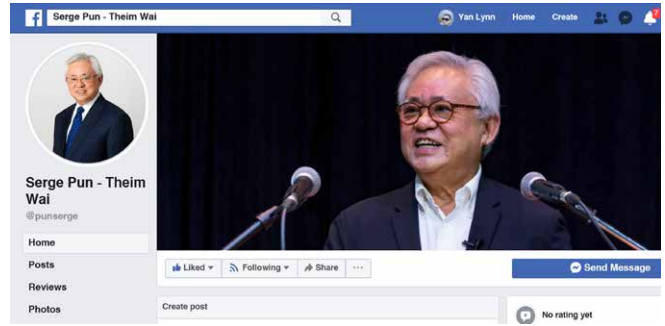 f Serge Pun - Theim Wai Yan Lynn Home Create 7
Serge Pun - Theim
Wai
@punserge
Home
Posts
Reviews
Photos
Liked Following Share ... Send Message
Create post
No rating yet